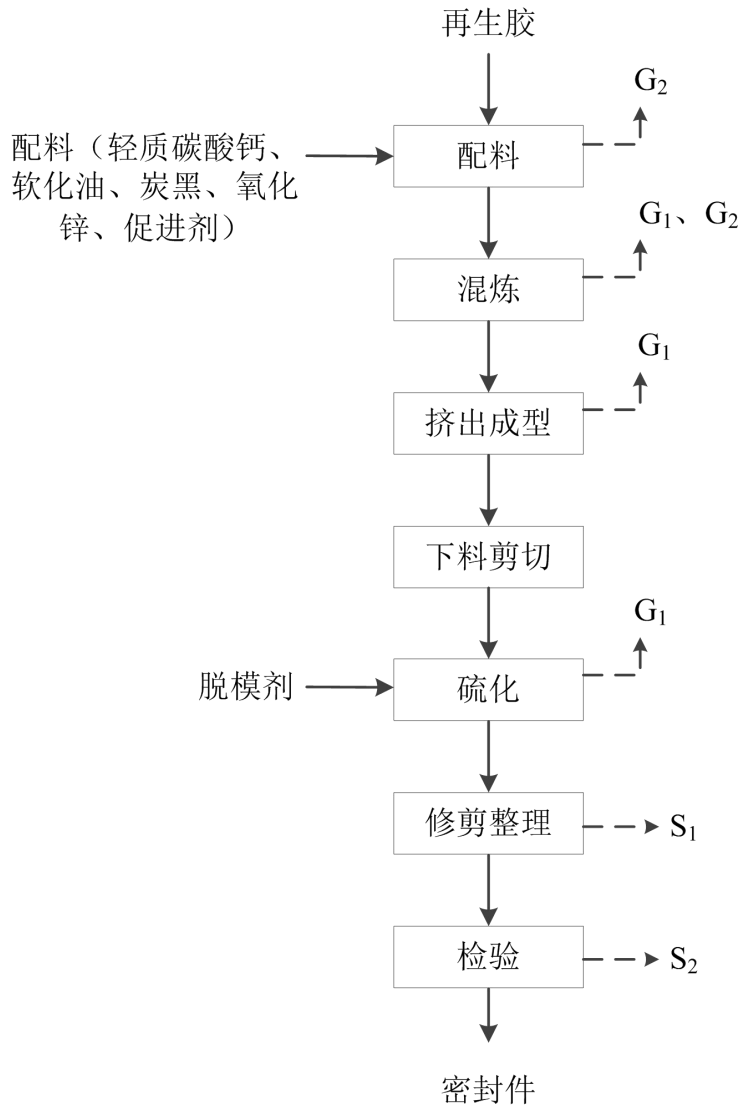 再生胶
G₂
配料（轻质碳酸钙、
软化油、炭黑、氧化
锌、促进剂）
配料
G₁、G₂
混炼
G₁
挤出成型
下料剪切
G₁
脱模剂
硫化
修剪整理
S₁
检验
S₂
密封件